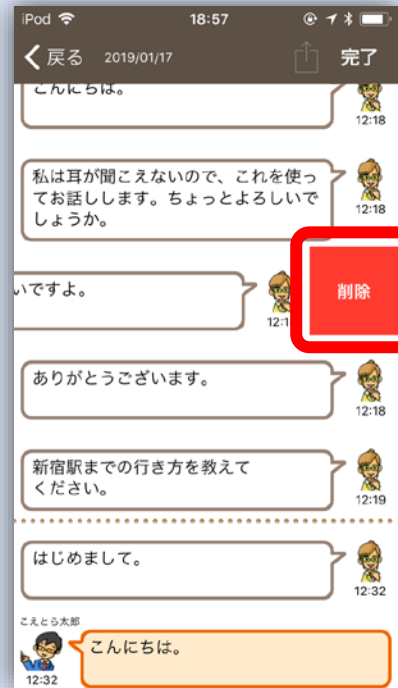 iPod 18:57
戻る 2019/01/17 完了
こんにちは。
12:18
私は耳が聞こえないので、これを使っ
てお話しします。ちょっとよろしいで
しょうか。
12:18
いですよ。
削除
12:1
ありがとうございます。
12:18
新宿駅までの行き方を教えて
ください。
12:19
はじめまして。
12:32
こえとら太郎
こんにちは。
12:32